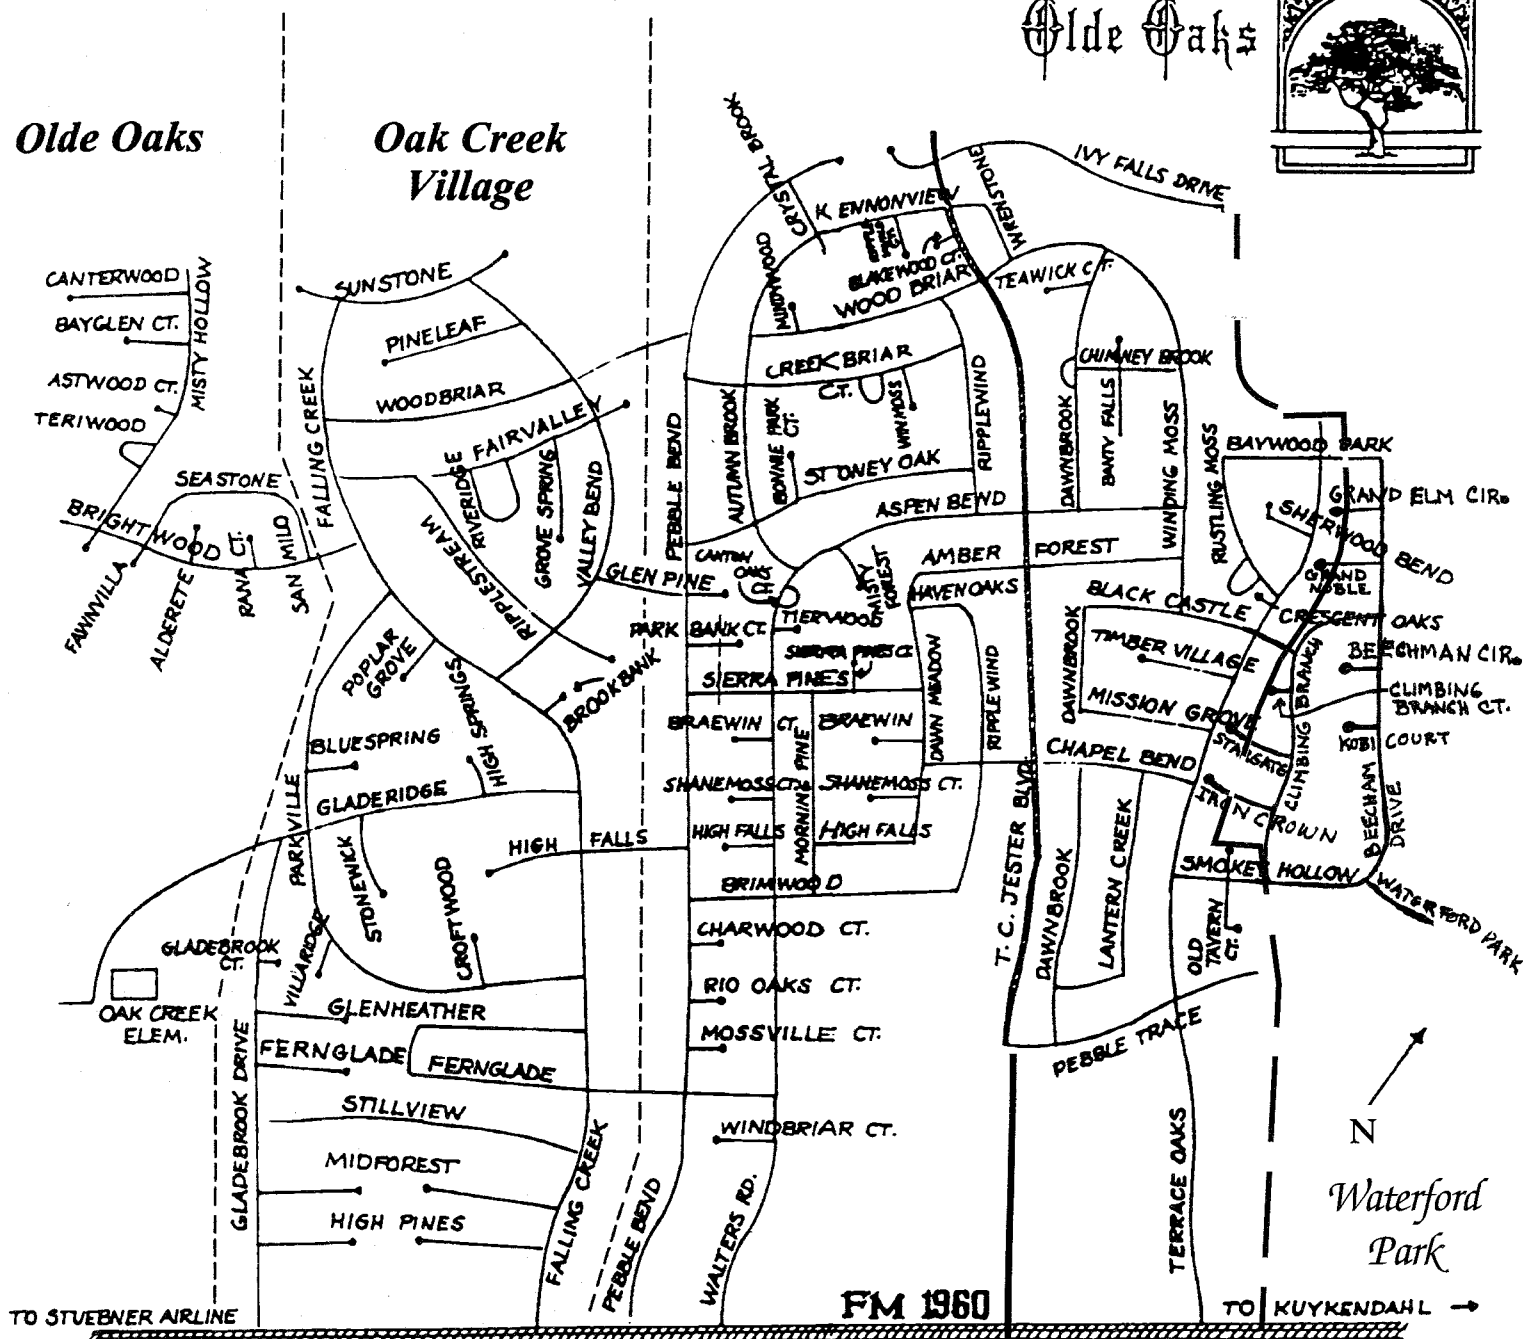 Olde Oaks
Olde Oaks
Oak Creek
Village
CRYSTAL BROOK
WRENSTONE
IVY FALLS DRIVE
KENNONVIEW
CANTERWOOD
MISTY HOLLOW
SUNSTONE
BLAKEWOOD CT.
WOOD BRIAR
TEAWICK CT.
BAYGLEN CT.
PINELEAF
ASTWOOD CT.
CREEK BRIAR
CT.
CHIMNEY BROOK
TERIWOOD
FALLING CREEK
WOODBRIAR
FAIRVALLEY
PEBBLE BEND
AUTUMN BROOK
BONNIE PARK
CT.
WINMOSS
RIPPLEWIND
DAWNBROOK
BANTY FALLS
WINDING MOSS
RUSTLING MOSS
BAYWOOD PARK
SEASTONE
RIVERIDGE
GROVE SPRING
VALLEY BEND
STONEY OAK
ASPEN BEND
GRAND ELM CIR.
SHERWOOD BEND
BRIGHTWOOD
RANA CT.
SAN MILO
RIPPLESTREAM
GLEN PINE
CANYON
OAKS
MISTY
FOREST
AMBER FOREST
HAVEN OAKS
GRAND
NOBLE
FAWNVILLA
ALDERETE
BLACK CASTLE
CRESCENT OAKS
PARK BANK CT.
TIERWOOD
SIERRA PINES CT.
SIERRA PINES
POPLAR
GROVE
BROOKBANK
DAWN MEADOW
RIPPLEWIND
DAWNBROOK
TIMBER VILLAGE
BEECHMAN CIR.
CLIMBING
BRANCH CT.
HIGH SPRINGS
BRAEWIN CT.
BRAEWIN
MISSION GROVE
STARGATE
CLIMBING BRANCH
KOBI COURT
BLUESPRING
MORNING PINE
CHAPEL BEND
PARKVILLE
GLADERIDGE
SHANEMOSS CT.
SHANEMOSS CT.
T. C. JESTER BLVD.
IRON CROWN
BEECHAM
DRIVE
HIGH FALLS
HIGH FALLS
HIGH FALLS
STONEWICK
CROFTWOOD
BRIMWOOD
DAWNBROOK
LANTERN CREEK
SMOKEY HOLLOW
WATERFORD PARK
CHARWOOD CT.
OLD
TAVERN
CT.
GLADEBROOK
CT.
VILLARIDGE
RIO OAKS CT.
OAK CREEK
ELEM.
GLENHEATHER
MOSSVILLE CT.
PEBBLE TRACE
FERNGLADE
FERNGLADE
GLADEBROOK DRIVE
STILLVIEW
WINDBRIAR CT.
N
MIDFOREST
FALLING CREEK
PEBBLE BEND
WALTERS RD.
TERRACE OAKS
Waterford
Park
HIGH PINES
TO STUEBNER AIRLINE
FM 1960
TO KUYKENDAHL